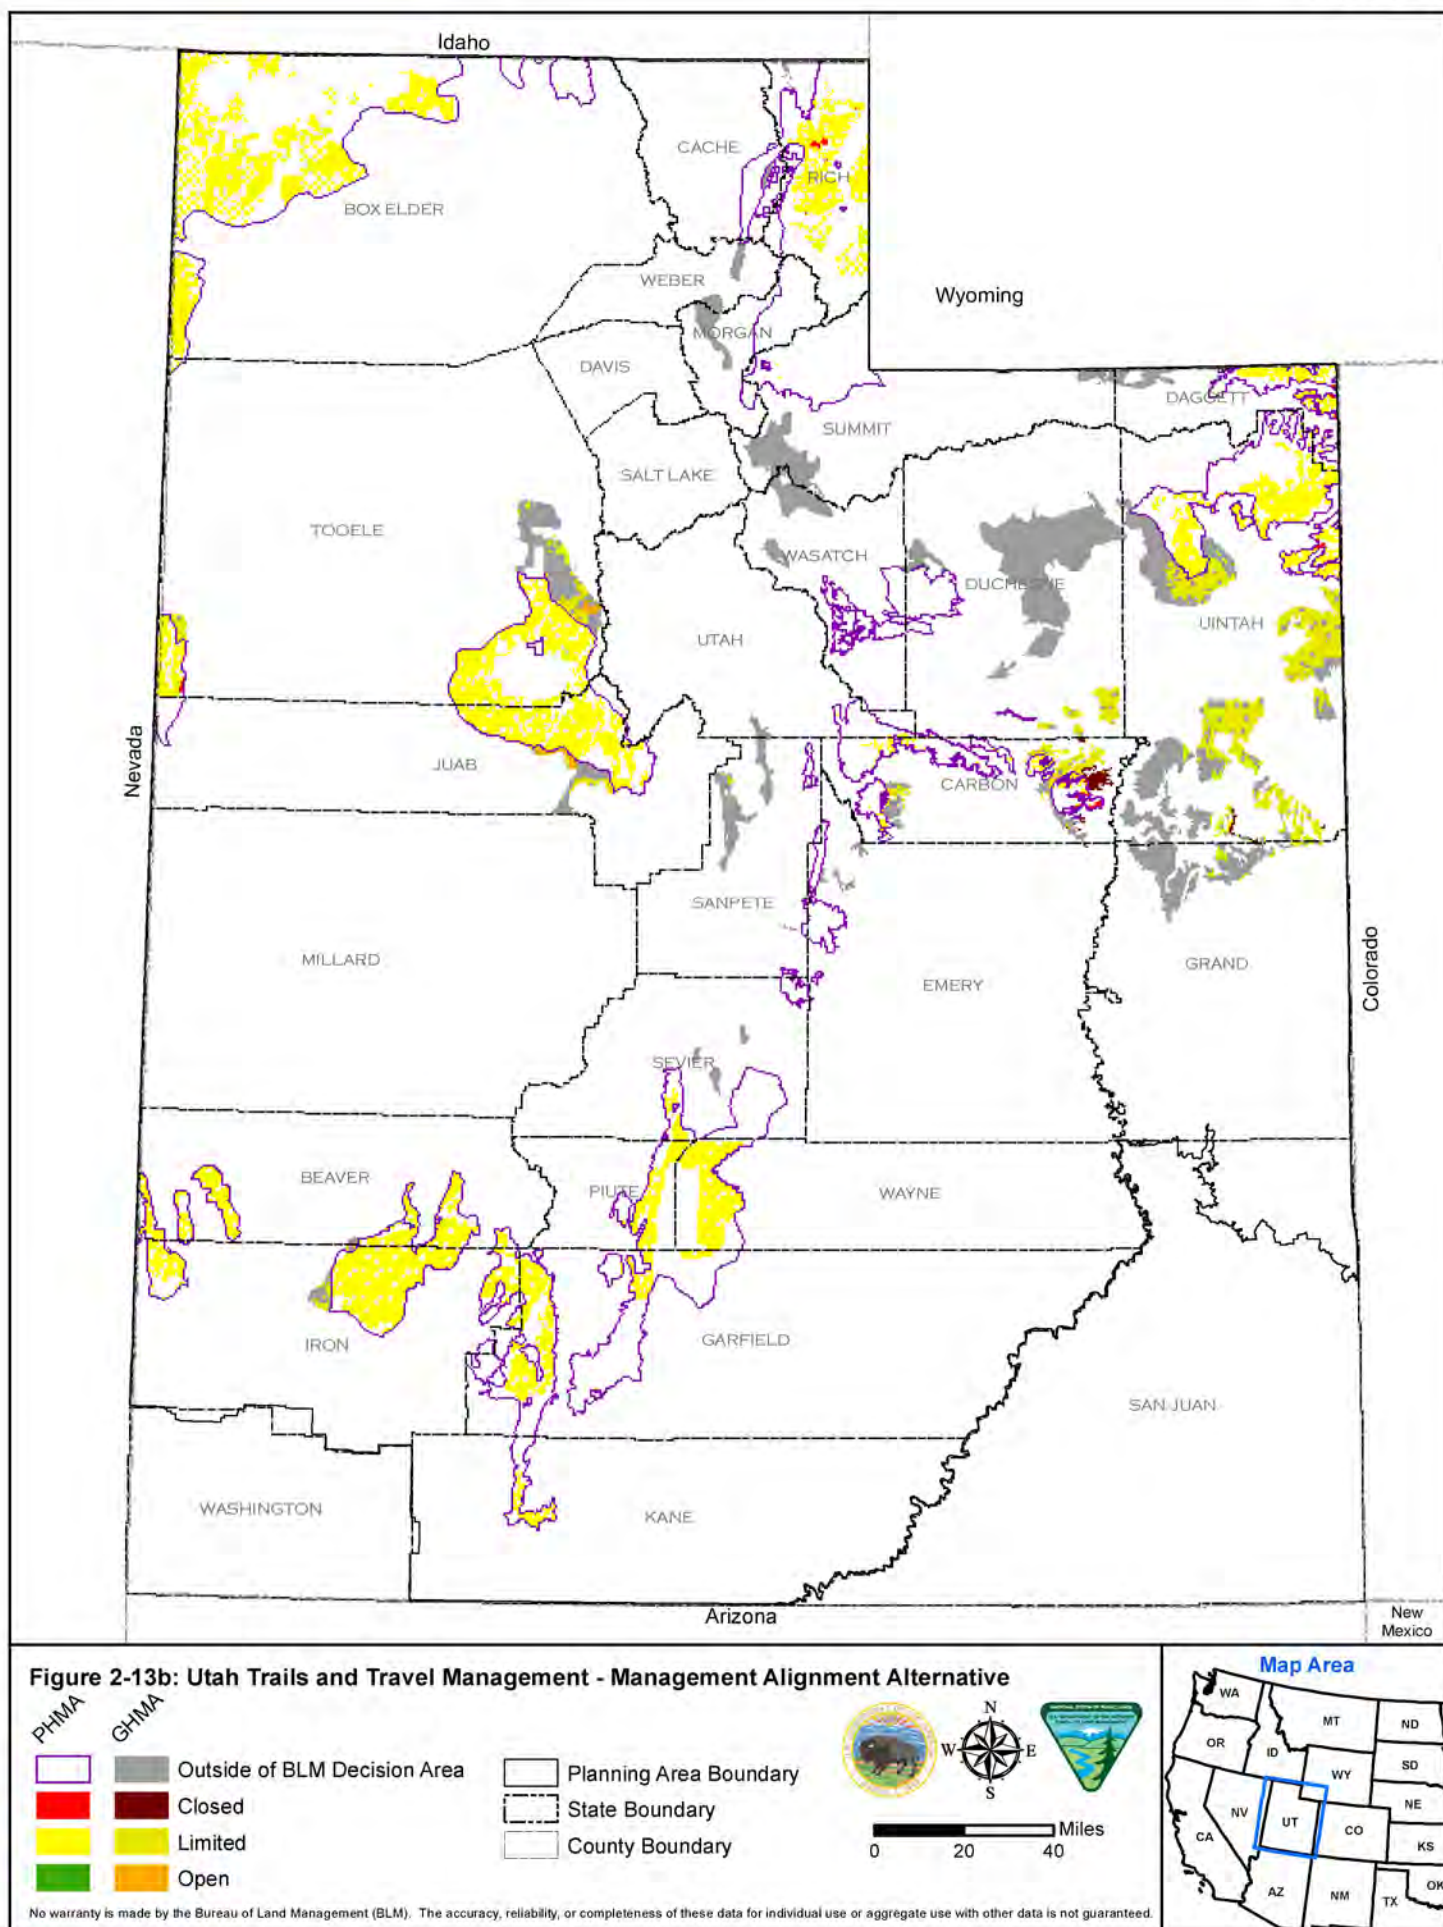 Idaho
CACHE
RICH
BOX ELDER
WEBER
Wyoming
MORGAN
DAVIS
DAGGETT
SUMMIT
SALT LAKE
TOOELE
WASATCH
DUCHESNE
UINTAH
UTAH
Nevada
JUAB
CARBON
SANPETE
MILLARD
EMERY
GRAND
Colorado
SEVIER
BEAVER
PIUTE
WAYNE
IRON
GARFIELD
SAN JUAN
WASHINGTON
KANE
Arizona
New
Mexico
Figure 2-13b: Utah Trails and Travel Management - Management Alignment Alternative
PHMA
GHMA
Outside of BLM Decision Area
Closed
Limited
Open
Planning Area Boundary
State Boundary
County Boundary
N
W
E
S
Miles
0 20 40
Map Area
WA
MT
ND
OR
ID
SD
WY
NE
NV
UT
CO
CA
KS
AZ
NM
TX
OK
No warranty is made by the Bureau of Land Management (BLM). The accuracy, reliability, or completeness of these data for individual use or aggregate use with other data is not guaranteed.